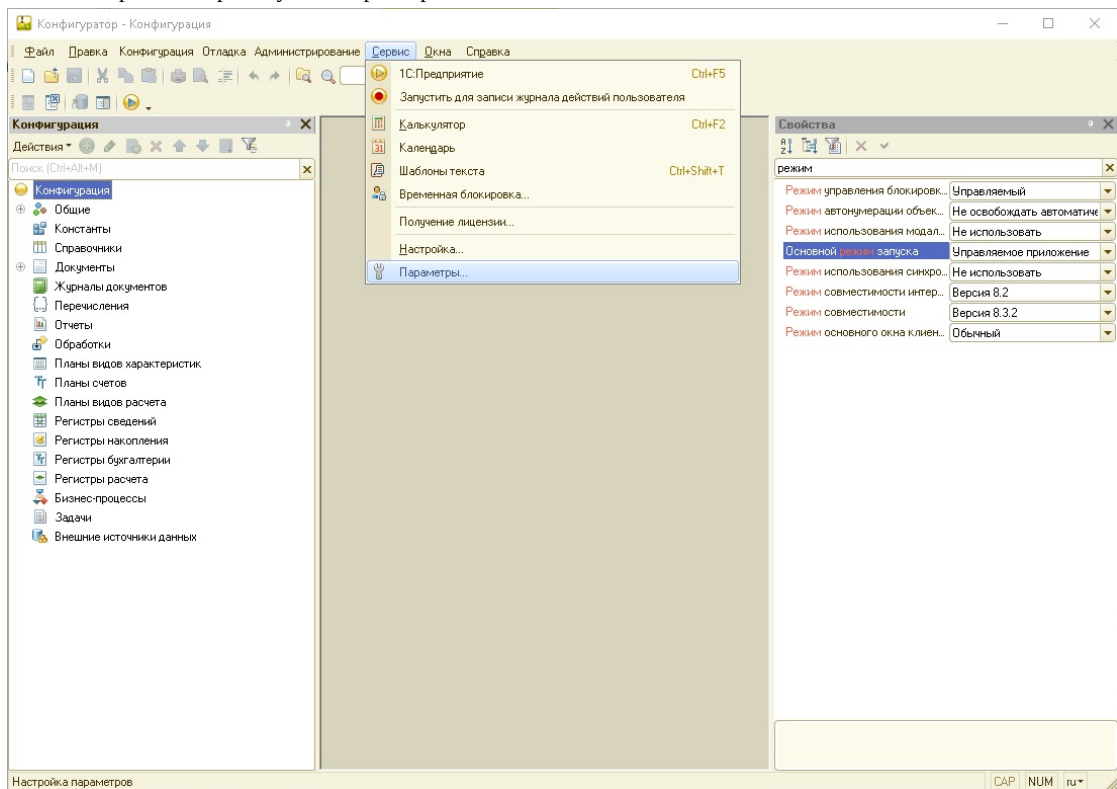 Конфигуратор - Конфигурация
Файл Правка Конфигурация Отладка Администрирование Сервис Окна Справка
1С:Предприятие Ctrl+F5
Запустить для записи журнала действий пользователя
Калькулятор Ctrl+F2
Календарь
Шаблоны текста Ctrl+Shift+T
Временная блокировка...
Получение лицензии...
Настройка...
Параметры...
Конфигурация
Действия
Поиск (Ctrl+Alt+M)
Конфигурация
Общие
Константы
Справочники
Документы
Журналы документов
Перечисления
Отчеты
Обработки
Планы видов характеристик
Планы счетов
Планы видов расчета
Регистры сведений
Регистры накопления
Регистры бухгалтерии
Регистры расчета
Бизнес-процессы
Задачи
Внешние источники данных
Свойства
режим
Режим управления блокировк... Управляемый
Режим автонумерации объек... Не освобождать автоматиче
Режим использования модал... Не использовать
Основной режим запуска Управляемое приложение
Режим использования синхро... Не использовать
Режим совместимости интер... Версия 8.2
Режим совместимости Версия 8.3.2
Режим основного окна клиен... Обычный
Настройка параметров CAP NUM ru